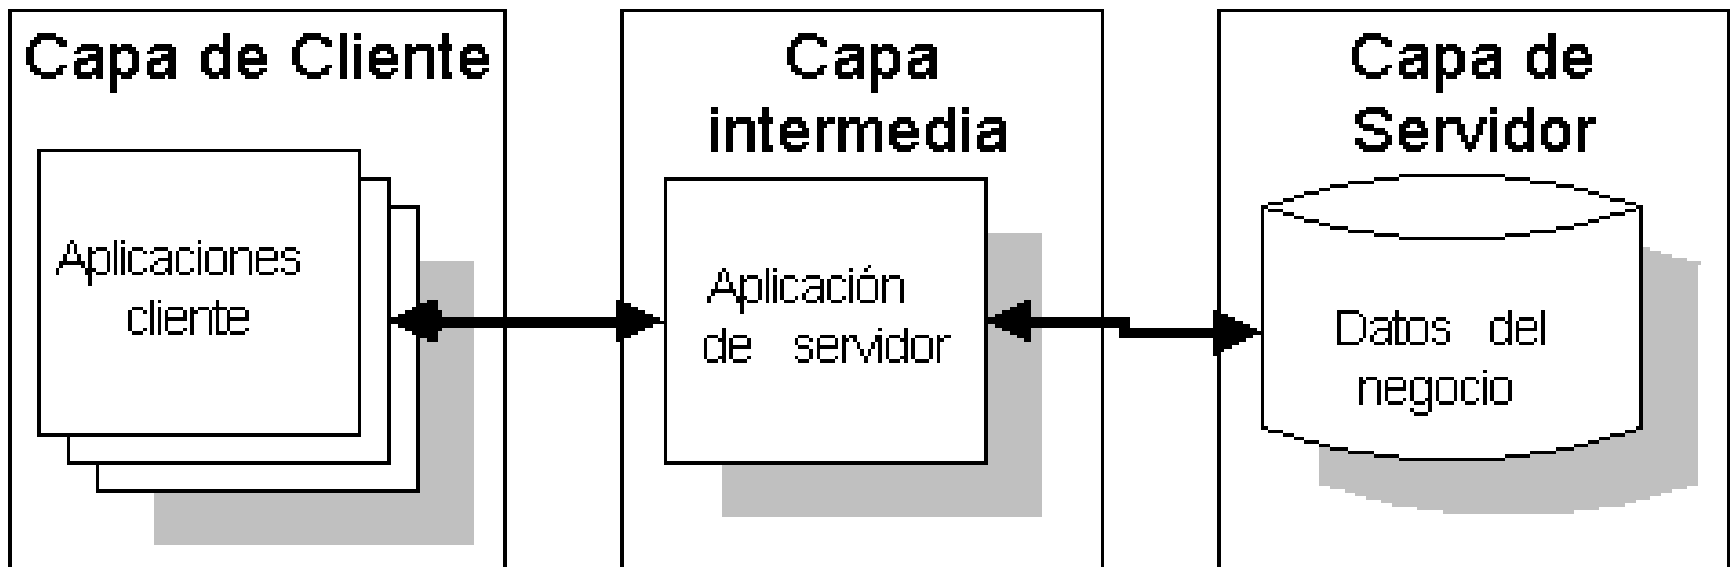 Capa de Cliente
Aplicaciones
cliente
Capa
intermedia
Aplicación
de servidor
Capa de
Servidor
Datos del
negocio